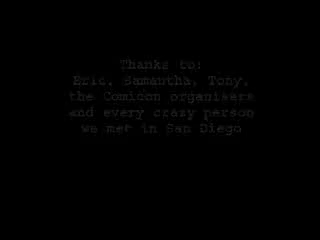 Thanks to:
Eric, Samantha, Tony,
the Comicon organisers
and every crazy person
we met in San Diego